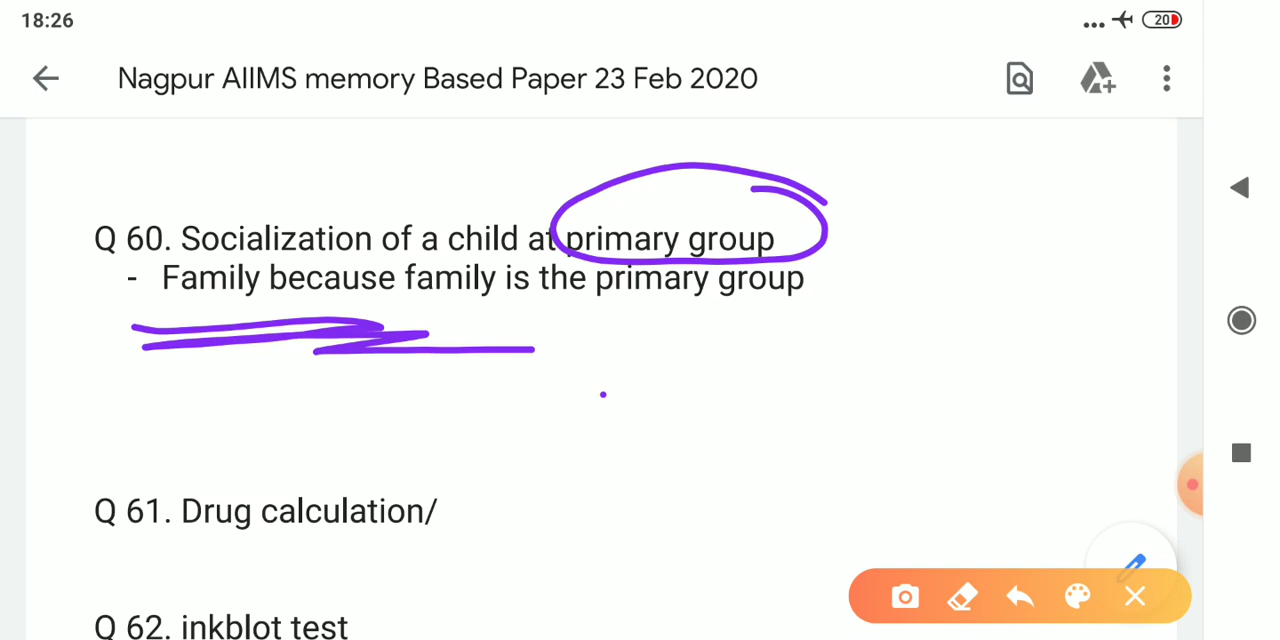 18:26
20
Nagpur AIIMS memory Based Paper 23 Feb 2020
Q 60. Socialization of a child at primary group
- Family because family is the primary group
Q 61. Drug calculation/
Q 62. inkblot test